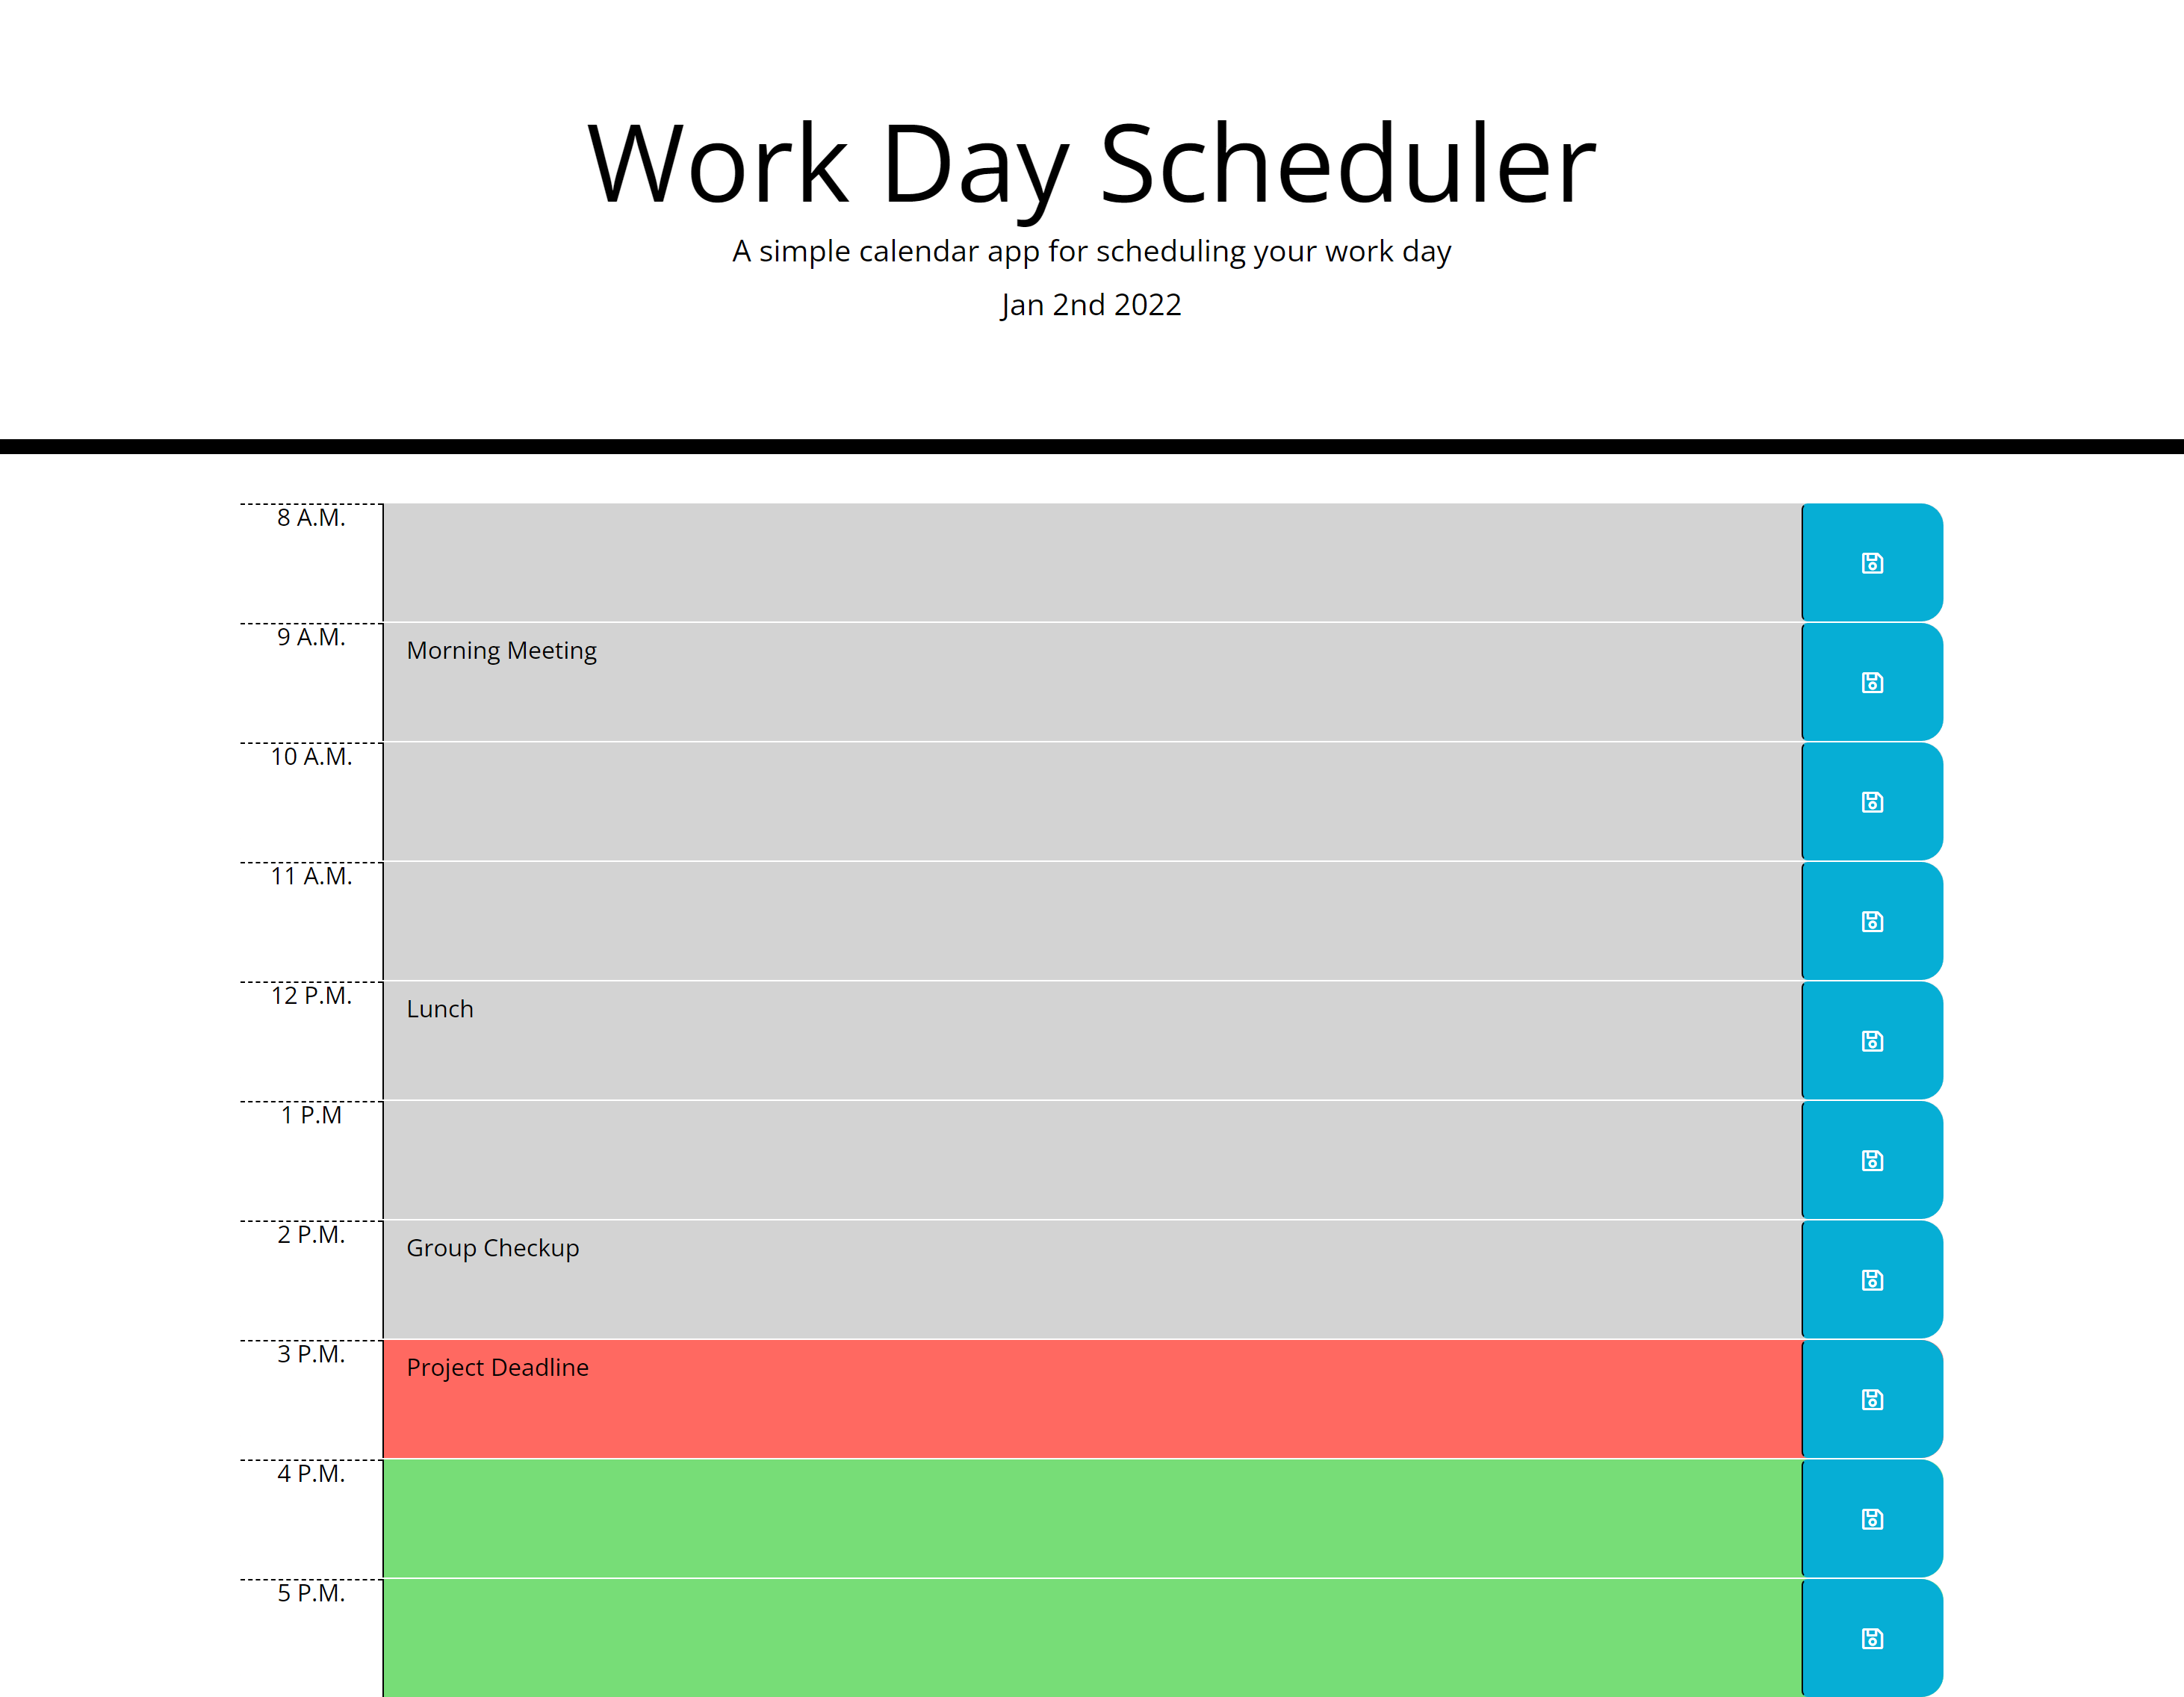 Work Day Scheduler
A simple calendar app for scheduling your work day
Jan 2nd 2022
8 A.M.
9 A.M.
Morning Meeting
10 A.M.
11 A.M.
12 P.M.
Lunch
1 P.M
2 P.M.
Group Checkup
3 P.M.
Project Deadline
4 P.M.
5 P.M.